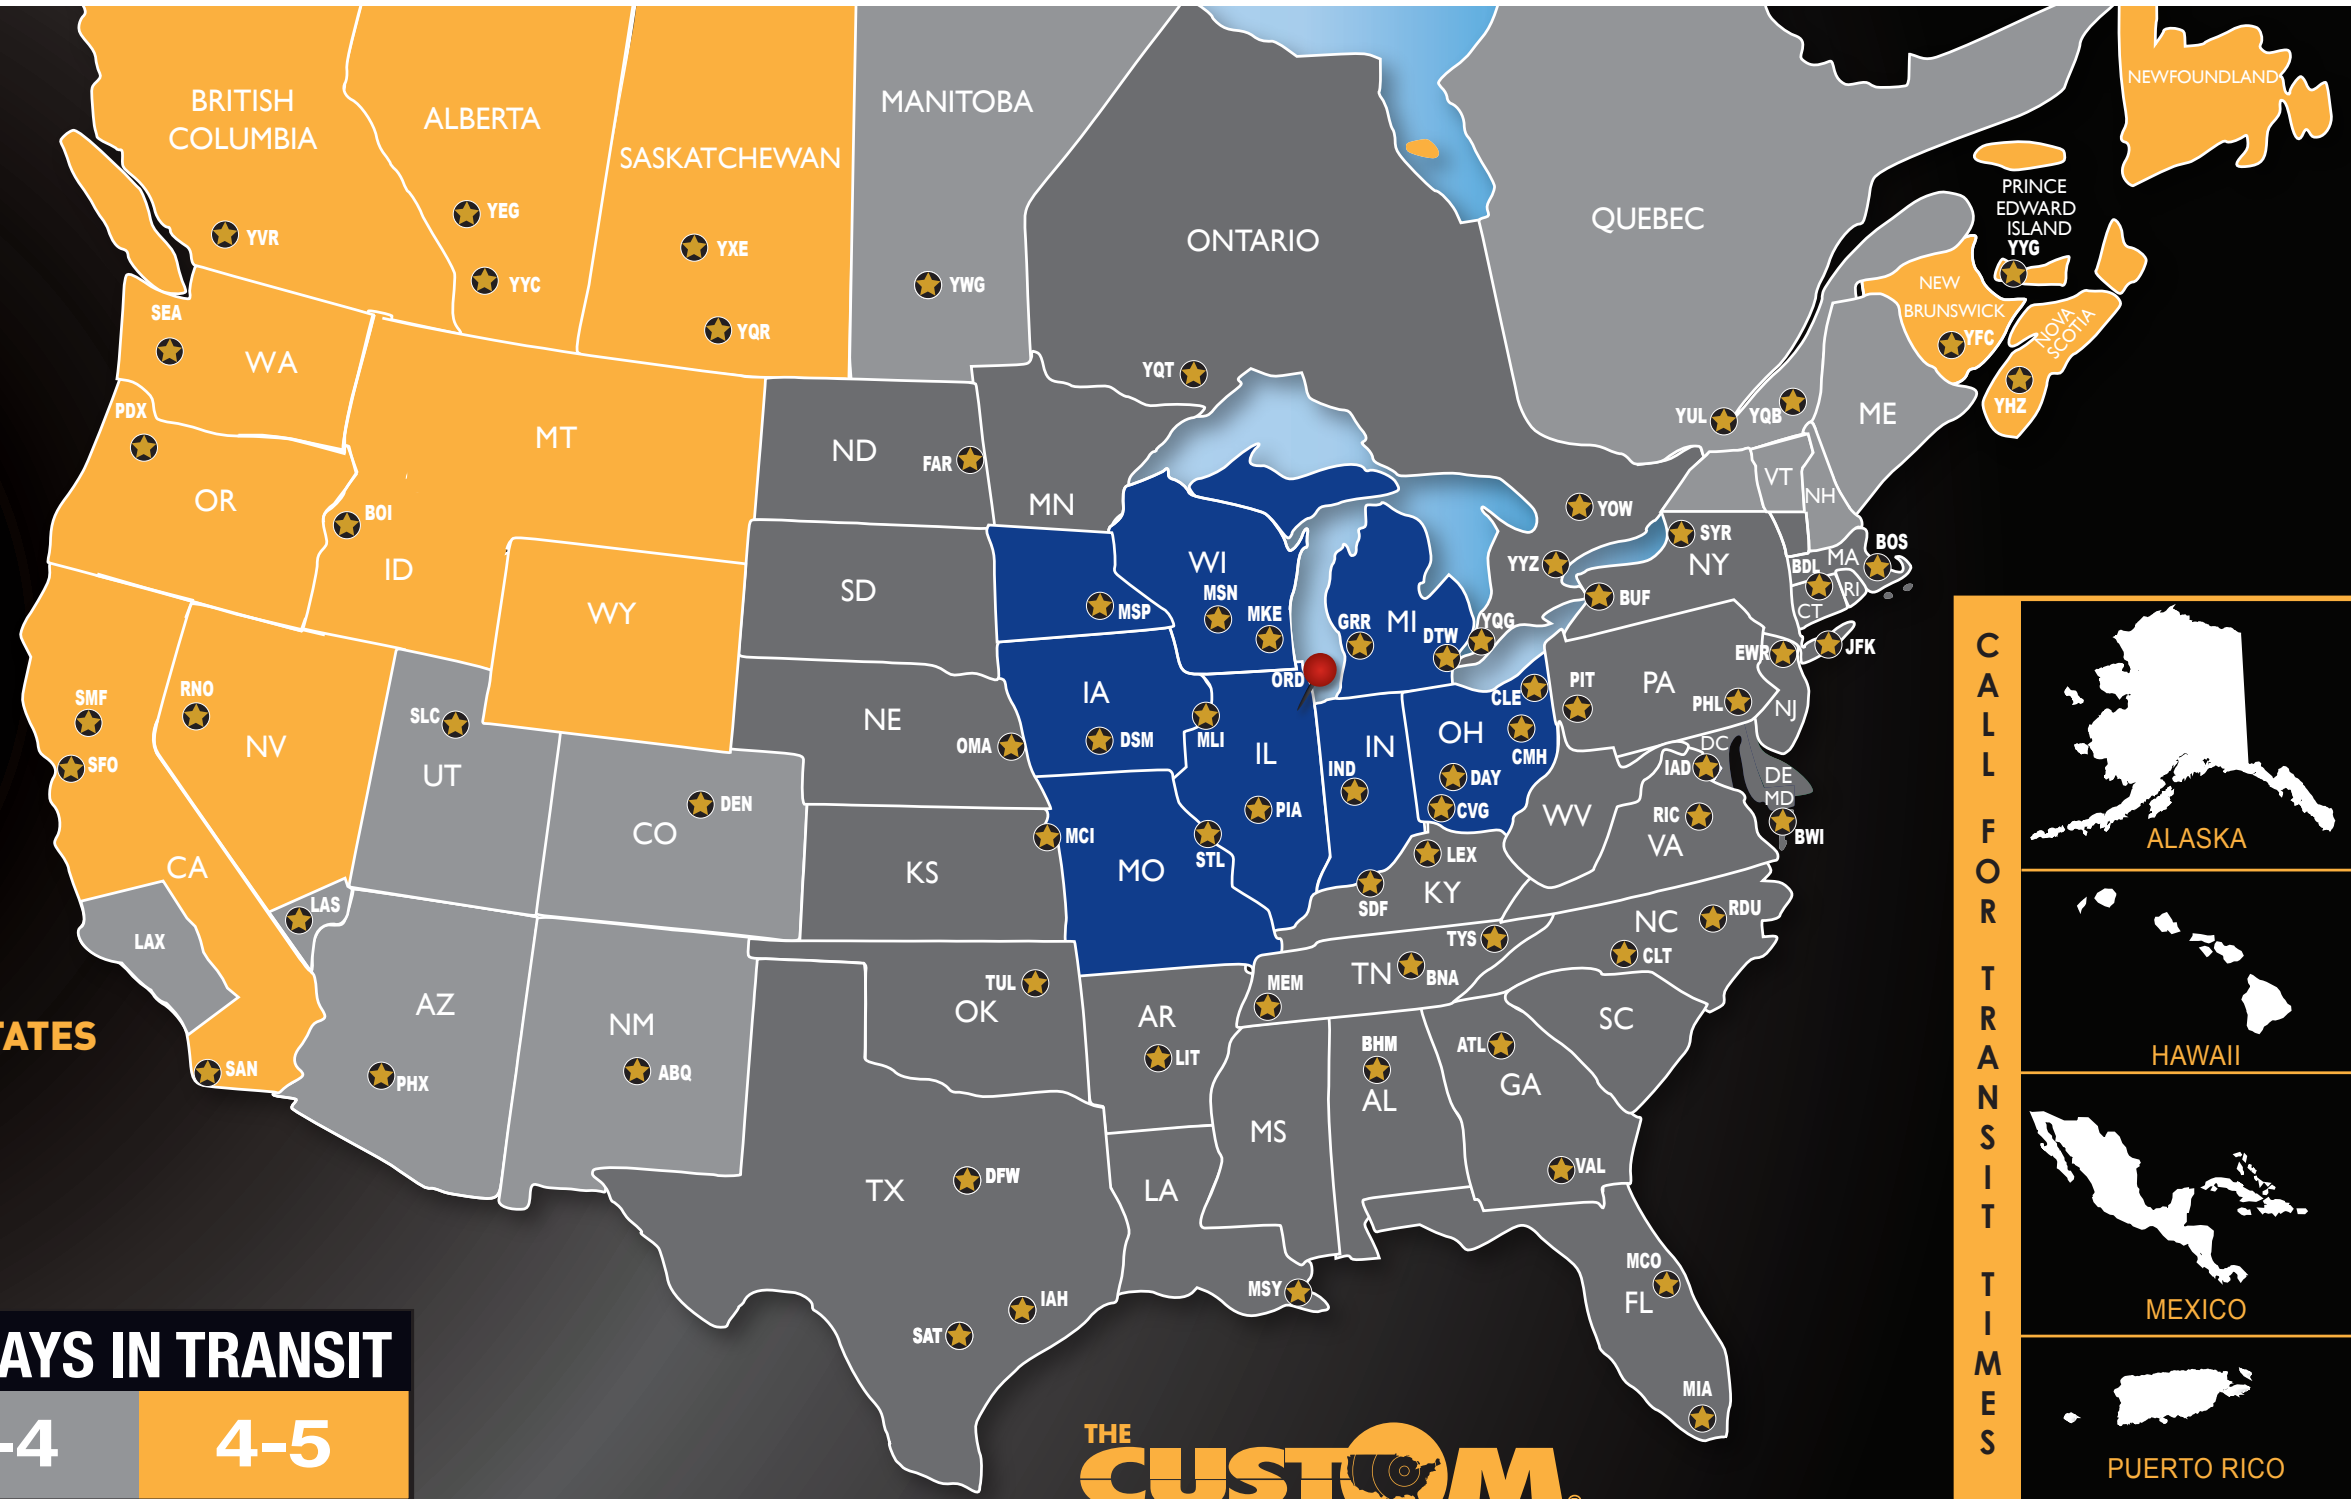 BRITISH
COLUMBIA
ALBERTA
SASKATCHEWAN
MANITOBA
ONTARIO
QUEBEC
NEWFOUNDLAND
PRINCE
EDWARD
ISLAND
YYG
NEW
BRUNSWICK
YFC
NOVA
SCOTIA
YHZ
YVR
YEG
YYC
YXE
YQR
YWG
YQT
YUL
YQB
YOW
YYZ
YQG
SEA
WA
PDX
OR
BOI
ID
MT
WY
ND
FAR
MN
SD
MSP
WI
MSN
MKE
GRR
MI
DTW
ORD
ME
VT
NH
SYR
NY
BUF
MA
BOS
BDL
RI
CT
JFK
EWR
PIT
PA
PHL
NJ
SMF
SFO
RNO
NV
CA
SLC
UT
DEN
CO
NE
OMA
IA
DSM
MLI
IL
PIA
IN
IND
OH
CLE
CMH
DAY
CVG
DC
IAD
DE
MD
BWI
WV
RIC
VA
KS
MCI
MO
STL
LEX
KY
SDF
LAS
LAX
SAN
AZ
PHX
NM
ABQ
TUL
OK
AR
LIT
MEM
TN
BNA
TYS
NC
RDU
CLT
SC
BHM
AL
ATL
GA
VAL
MS
LA
MSY
TX
DFW
IAH
SAT
MCO
FL
MIA
TATES
AYS IN TRANSIT
-4
4-5
THE
CUSTOM
CALL FOR TRANSIT TIMES
ALASKA
HAWAII
MEXICO
PUERTO RICO